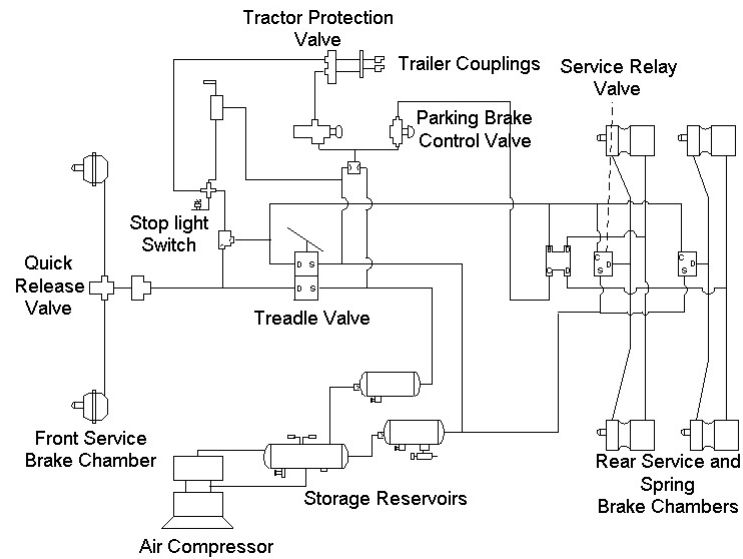 Tractor Protection
Valve
Trailer Couplings
Service Relay
Valve
Parking Brake
Control Valve
Stop light
Switch
Quick
Release
Valve
D S
D S
Treadle Valve
B B
C D
C
D
S
C
D
S
Front Service
Brake Chamber
Storage Reservoirs
Rear Service and
Spring
Brake Chambers
Air Compressor